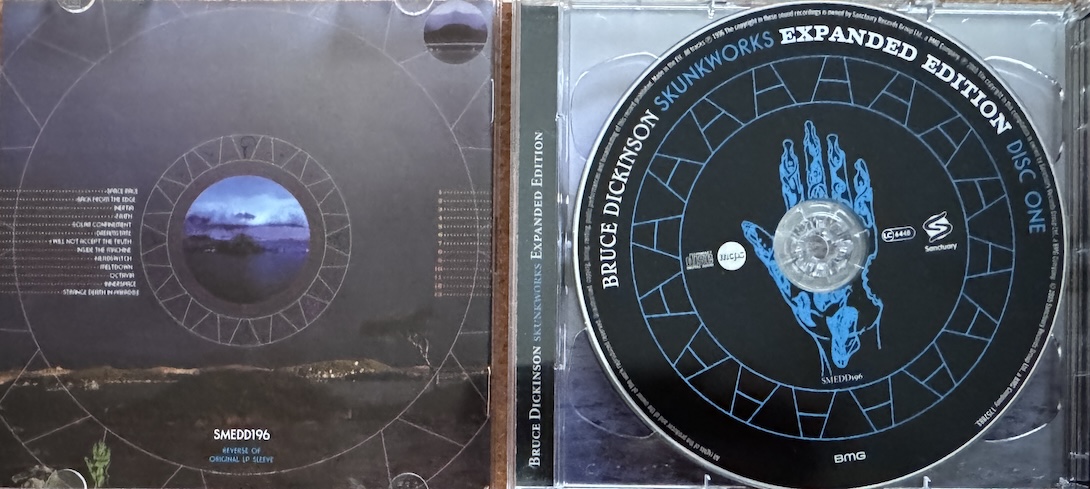 SPACE RACE
BACK FROM THE EDGE
INERTIA
FAITH
SOLAR CONFINEMENT
DREAMSTATE
I WILL NOT ACCEPT THE TRUTH
INSIDE THE MACHINE
HEADSWITCH
MELTDOWN
OCTAVIA
INNERSPACE
STRANGE DEATH IN PARADISE
SMEDD196
REVERSE OF
ORIGINAL LP SLEEVE
BRUCE DICKINSON SKUNKWORKS EXPANDED EDITION
BRUCE DICKINSON SKUNKWORKS EXPANDED EDITION DISC ONE
LC 6448
Sanctuary
SMEDD196
BMG